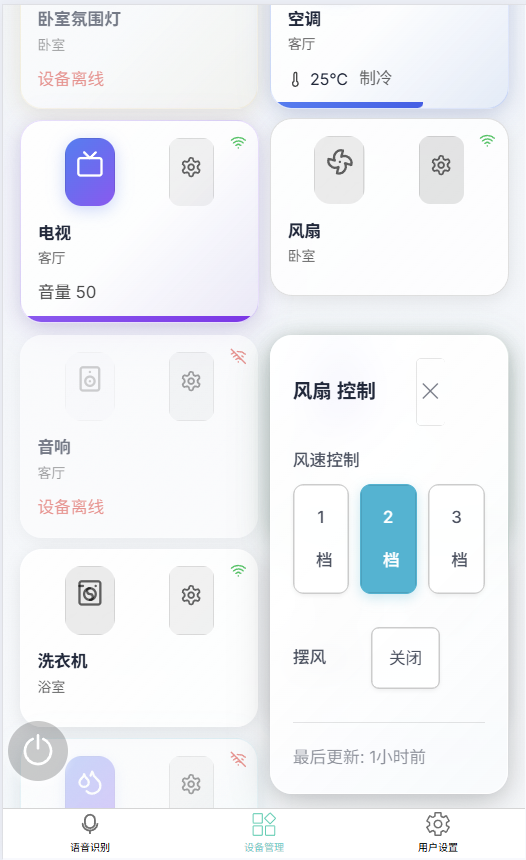 卧室氛围灯
卧室
设备离线
空调
客厅
25°C 制冷
电视
客厅
音量 50
风扇
卧室
音响
客厅
设备离线
风扇 控制
风速控制
1 2 3
档 档 档
摆风 关闭
最后更新: 1小时前
洗衣机
浴室
语音识别 设备管理 用户设置